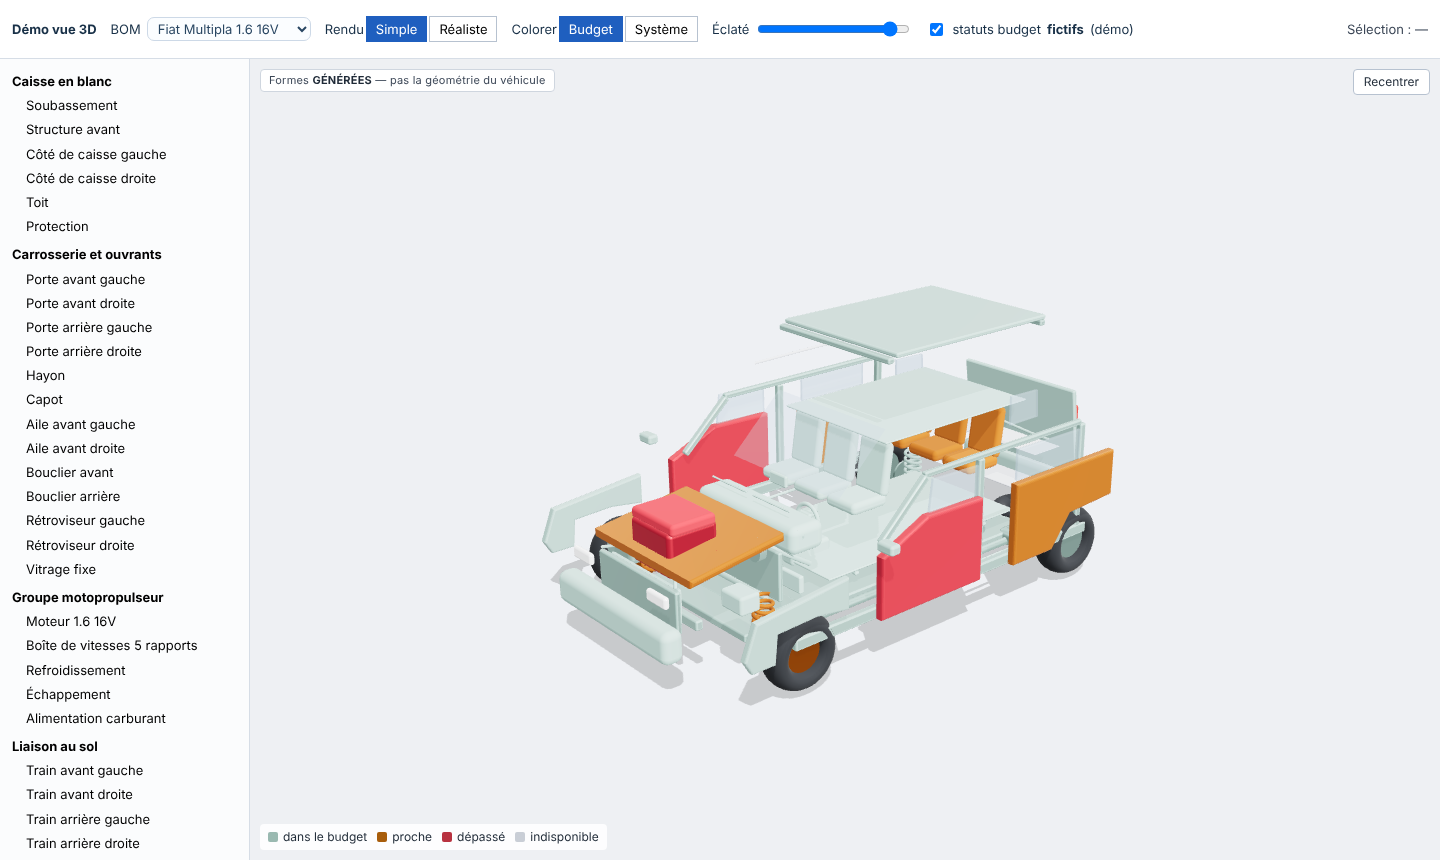 Démo vue 3D BOM Fiat Multipla 1.6 16V Rendu Simple Réaliste Colorer Budget Système Éclaté statuts budget fictifs (démo) Sélection : —
Caisse en blanc
Soubassement
Structure avant
Côté de caisse gauche
Côté de caisse droite
Toit
Protection
Carrosserie et ouvrants
Porte avant gauche
Porte avant droite
Porte arrière gauche
Porte arrière droite
Hayon
Capot
Aile avant gauche
Aile avant droite
Bouclier avant
Bouclier arrière
Rétroviseur gauche
Rétroviseur droite
Vitrage fixe
Groupe motopropulseur
Moteur 1.6 16V
Boîte de vitesses 5 rapports
Refroidissement
Échappement
Alimentation carburant
Liaison au sol
Train avant gauche
Train avant droite
Train arrière gauche
Train arrière droite
Formes GÉNÉRÉES — pas la géométrie du véhicule
Recentrer
dans le budget proche dépassé indisponible